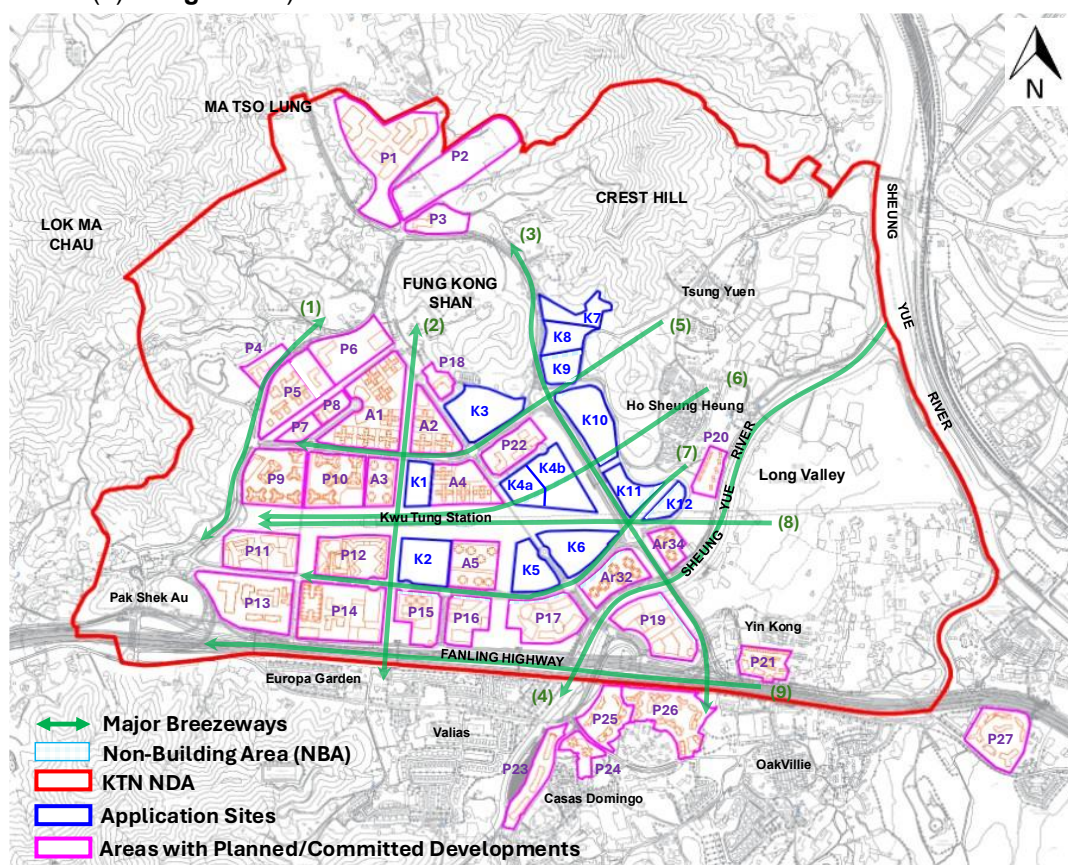 MA TSO LUNG
P1
P2
P3
CREST HILL
SHEUNG
YUE
RIVER
LOK MA
CHAU
(3)
FUNG KONG
SHAN
Tsung Yuen
K7
K8
K9
(1)
(2)
(5)
P4
P6
P5
P8
P7
A1
P18
A2
K3
K10
(6)
Ho Sheung Heung
P22
P20
RIVER
YUE
SHEUNG
(7)
Long Valley
P9
P10
A3
K1
A4
K4a
K4b
K11
K12
Kwu Tung Station
(8)
P11
P12
K2
A5
K5
K6
Ar34
Ar32
Pak Shek Au
P13
P14
P15
P16
P17
P19
Yin Kong
P21
FANLING HIGHWAY
Europa Garden
(4)
(9)
P25
P26
P27
Valias
P23
P24
OakVillie
Casas Domingo
Major Breezeways
Non-Building Area (NBA)
KTN NDA
Application Sites
Areas with Planned/Committed Developments
N